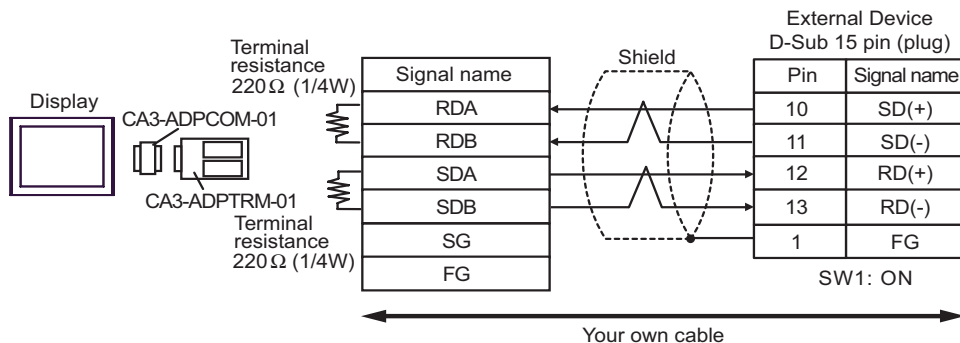 External Device
D-Sub 15 pin (plug)
Terminal
resistance
220Ω (1/4W)
Shield
Display
CA3-ADPCOM-01
CA3-ADPTRM-01
Terminal
resistance
220Ω (1/4W)
Signal name
RDA
RDB
SDA
SDB
SG
FG
Pin Signal name
10 SD(+)
11 SD(-)
12 RD(+)
13 RD(-)
1 FG
SW1: ON
Your own cable